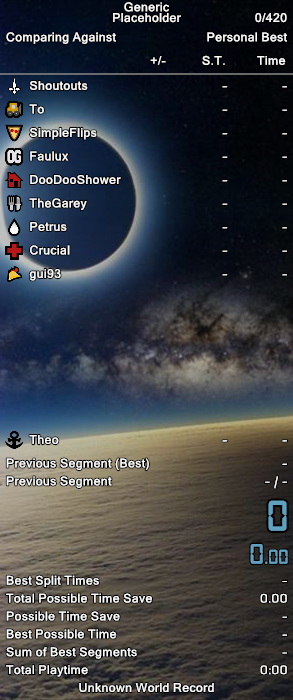 Generic
Placeholder 0/420
Comparing Against Personal Best
+/- S.T. Time
Shoutouts - -
To - -
SimpleFlips - -
OG Faulux - -
DooDooShower - -
TheGarey - -
Petrus - -
Crucial - -
gui93 - -
Theo - -
Previous Segment (Best) -
Previous Segment - / -
0
0.00
Best Split Times -
Total Possible Time Save 0.00
Possible Time Save -
Best Possible Time -
Sum of Best Segments -
Total Playtime 0:00
Unknown World Record